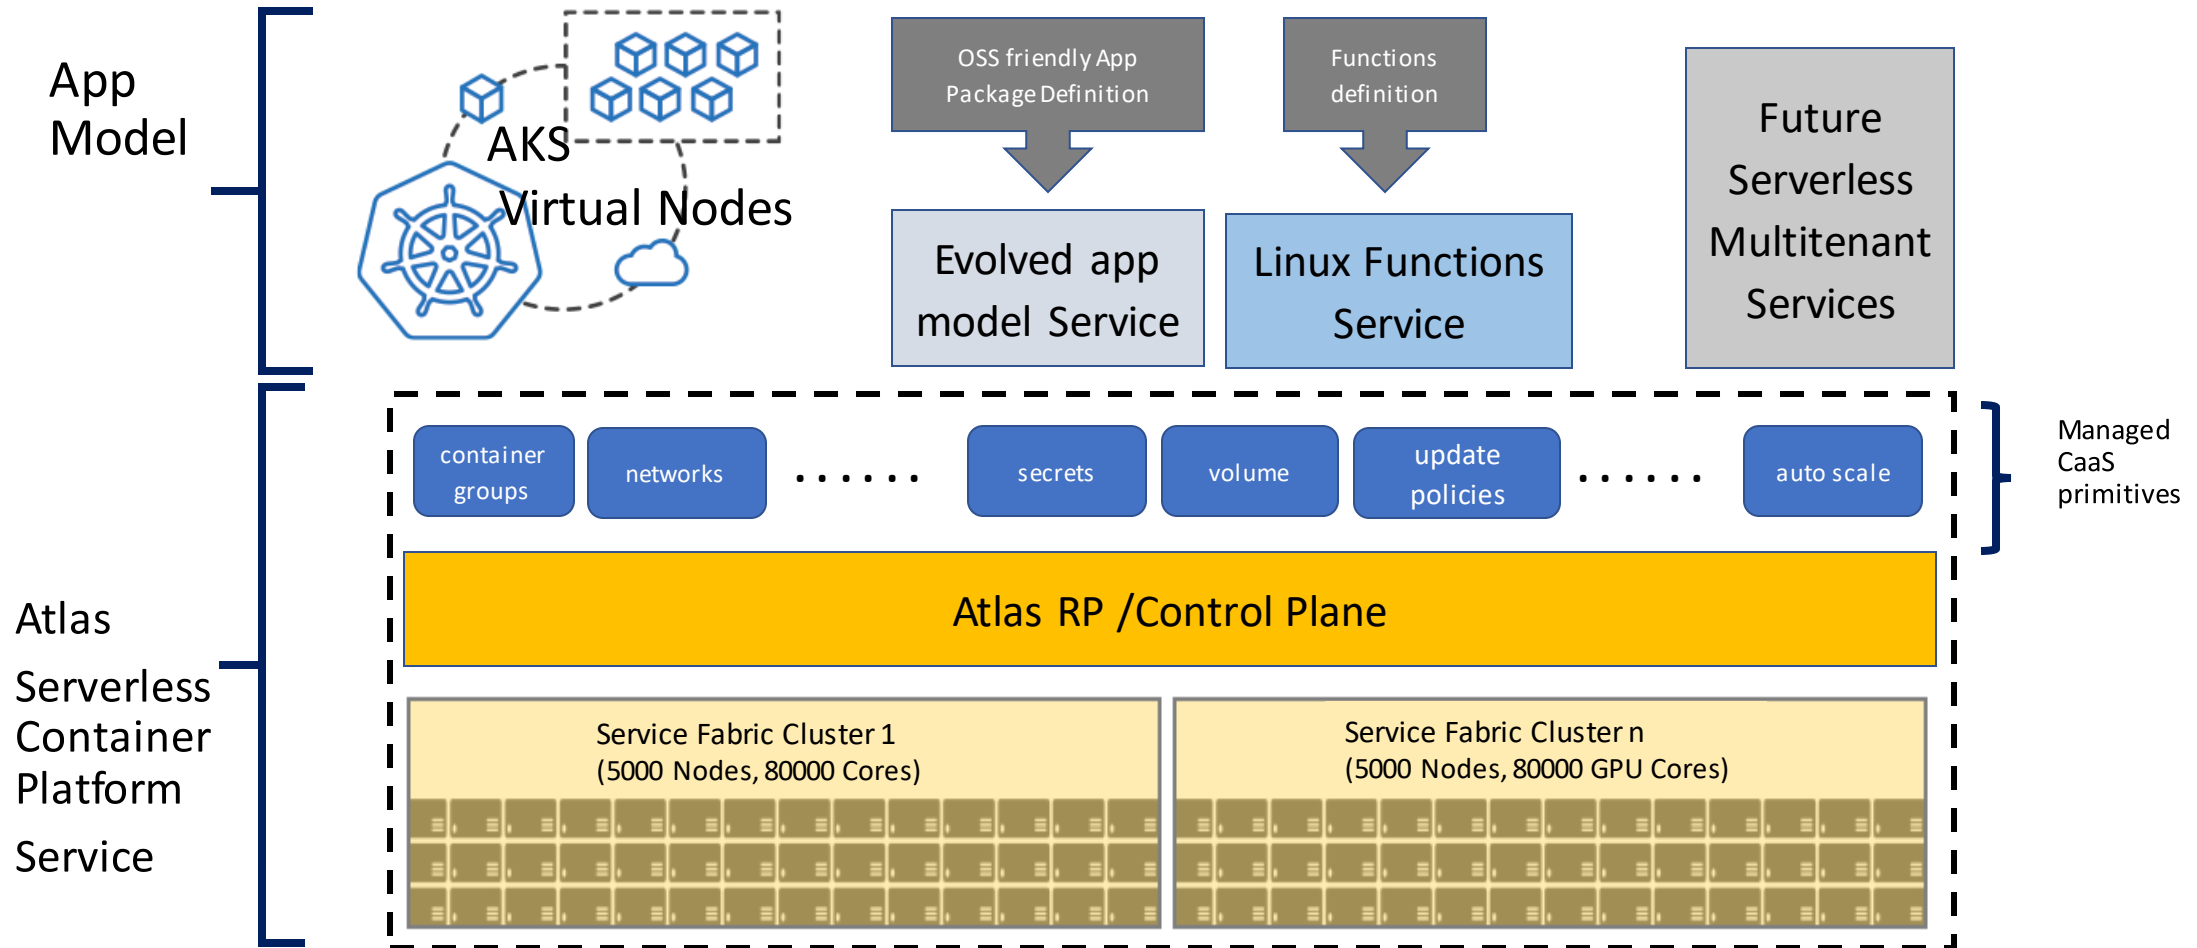 App
Model
AKS
Virtual Nodes
OSS friendly App
Package Definition
Functions
definition
Evolved app
model Service
Linux Functions
Service
Future
Serverless
Multitenant
Services
container
groups
networks
......
secrets
volume
update
policies
......
auto scale
Managed
CaaS
primitives
Atlas RP /Control Plane
Atlas
Serverless
Container
Platform
Service
Service Fabric Cluster 1
(5000 Nodes, 80000 Cores)
Service Fabric Cluster n
(5000 Nodes, 80000 GPU Cores)